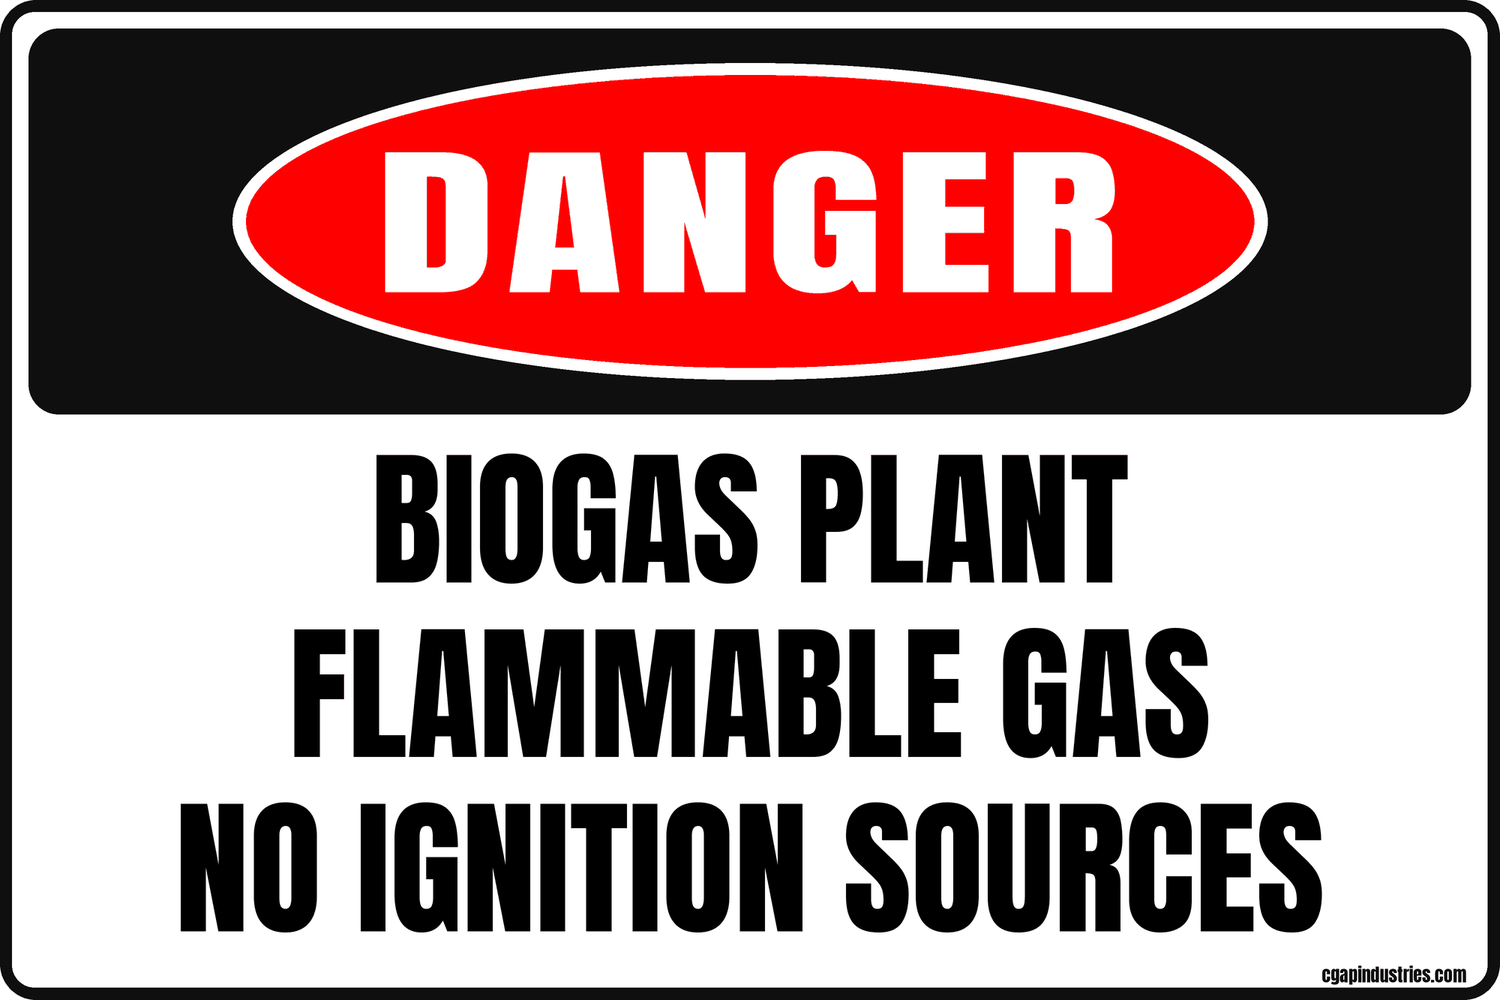 DANGER
BIOGAS PLANT
FLAMMABLE GAS
NO IGNITION SOURCES
cgapindustries.com